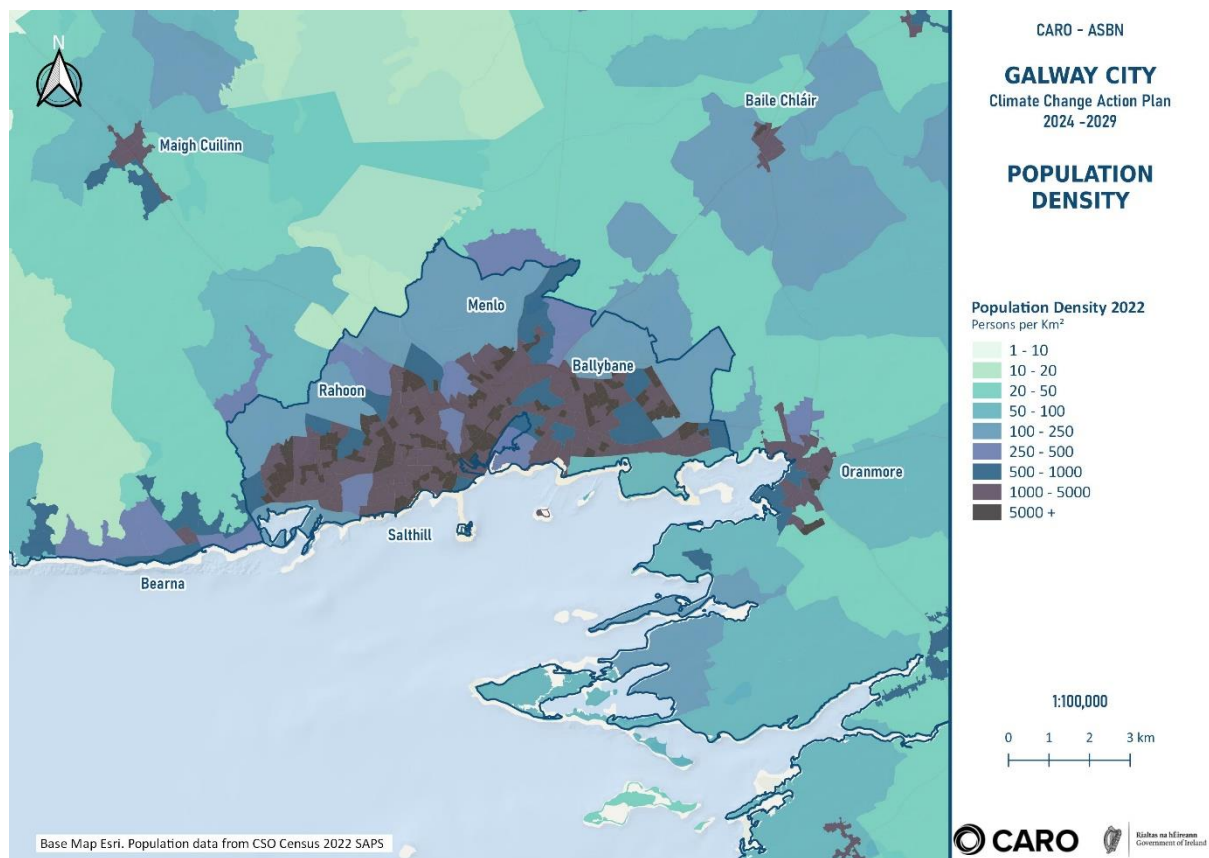 N
Maigh Cuilinn
Baile Chláir
Menlo
Ballybane
Rahoon
Oranmore
Salthill
Bearna
Base Map Esri. Population data from CSO Census 2022 SAPS
CARO - ASBN
GALWAY CITY
Climate Change Action Plan
2024 -2029
POPULATION
DENSITY
Population Density 2022
Persons per Km²
1 - 10
10 - 20
20 - 50
50 - 100
100 - 250
250 - 500
500 - 1000
1000 - 5000
5000 +
1:100,000
0 1 2 3 km
CARO
Rialtas na hÉireann
Government of Ireland